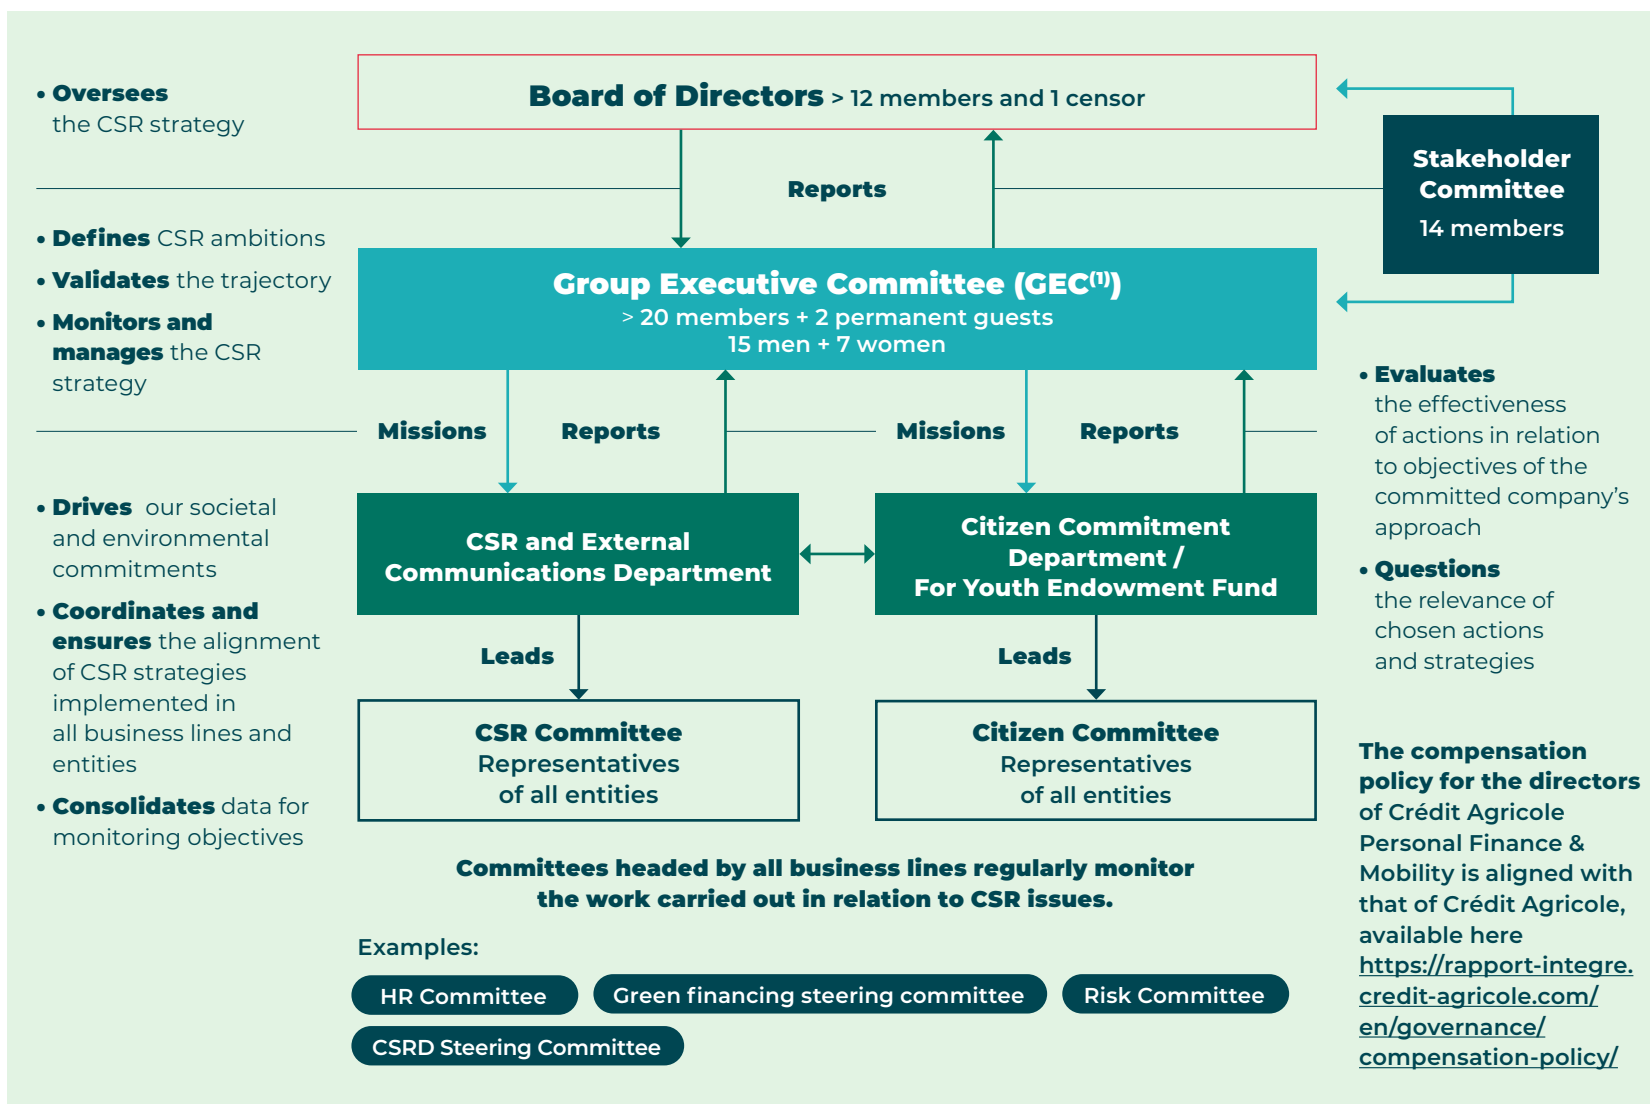 Board of Directors > 12 members and 1 censor
• Oversees
the CSR strategy
Stakeholder
Committee
14 members
Reports
• Defines CSR ambitions
• Validates the trajectory
• Monitors and
manages the CSR
strategy
Group Executive Committee (GEC(1))
> 20 members + 2 permanent guests
15 men + 7 women
Missions
Reports
Missions
Reports
• Evaluates
the effectiveness
of actions in relation
to objectives of the
committed company’s
approach
• Questions
the relevance of
chosen actions
and strategies
• Drives our societal
and environmental
commitments
• Coordinates and
ensures the alignment
of CSR strategies
implemented in
all business lines and
entities
• Consolidates data for
monitoring objectives
CSR and External
Communications Department
Citizen Commitment
Department /
For Youth Endowment Fund
Leads
Leads
CSR Committee
Representatives
of all entities
Citizen Committee
Representatives
of all entities
The compensation
policy for the directors
of Crédit Agricole
Personal Finance &
Mobility is aligned with
that of Crédit Agricole,
available here
https://rapport-integre.
credit-agricole.com/
en/governance/
compensation-policy/
Committees headed by all business lines regularly monitor
the work carried out in relation to CSR issues.
Examples:
HR Committee
Green financing steering committee
Risk Committee
CSRD Steering Committee